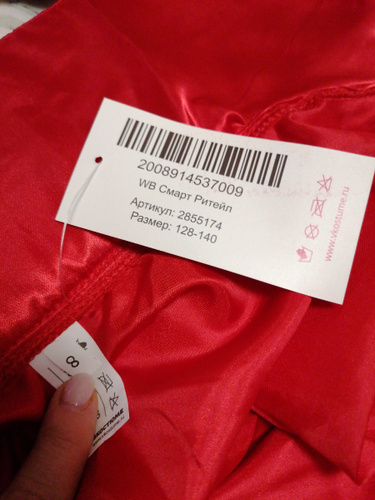 2008914537009
WB Смарт Ритейл
Артикул: 2855174
Размер: 128-140
www.vkostume.ru
8